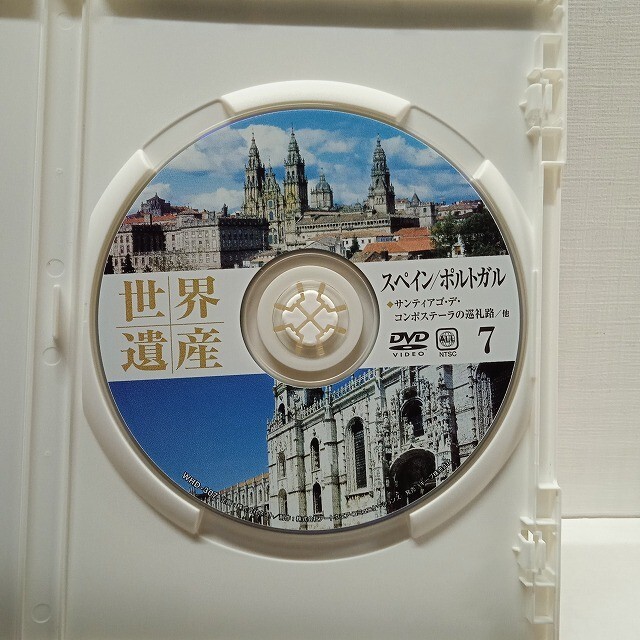 世界
遺産
スペイン/ポルトガル
◆サンティアゴ・デ・
コンポステーラの巡礼路/他
DVD
VIDEO
ALL
NTSC
7